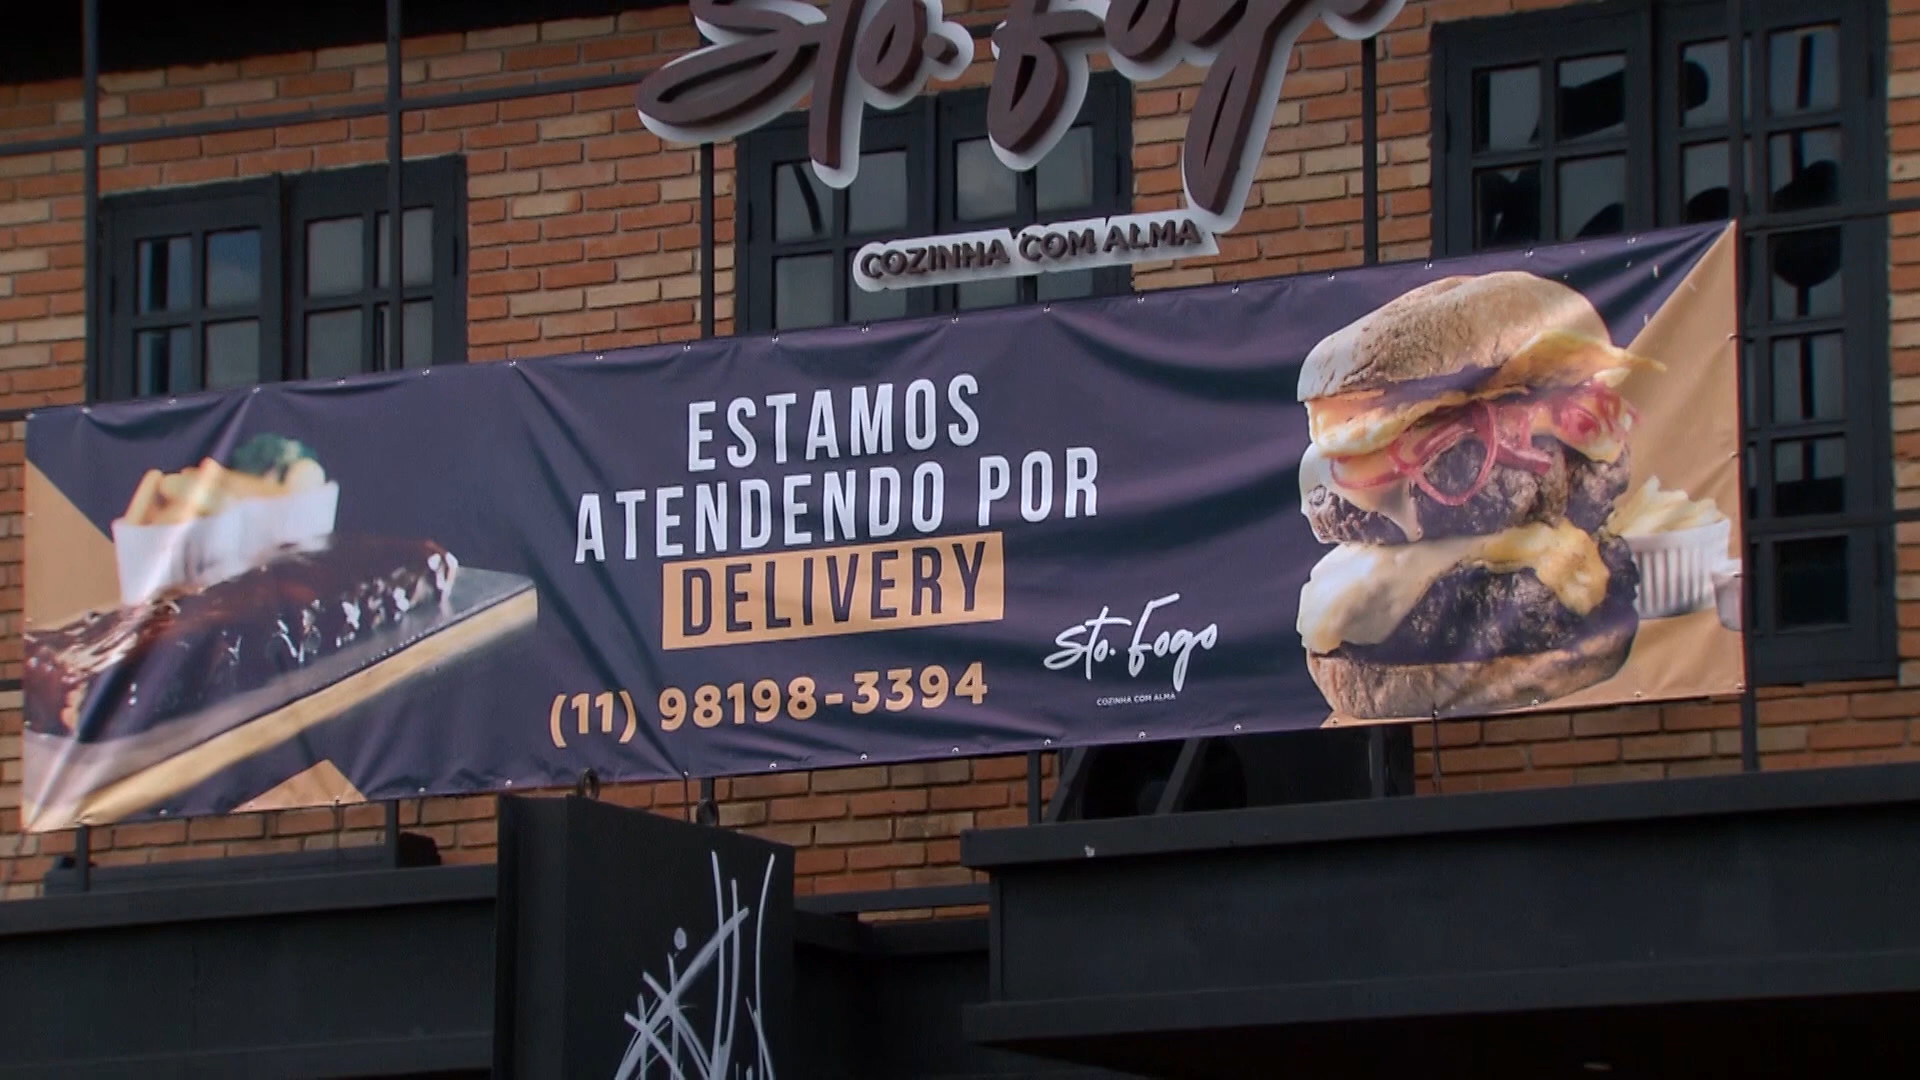 Sto. Fogo
COZINHA COM ALMA
ESTAMOS
ATENDENDO POR
DELIVERY
(11) 98198-3394
Sto. Fogo
COZINHA COM ALMA